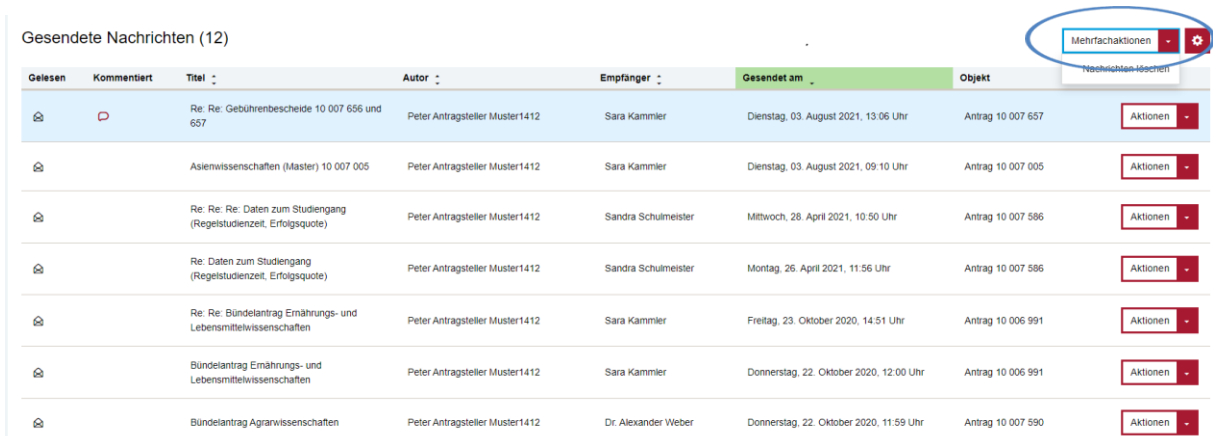 Gesendete Nachrichten (12)
Mehrfachaktionen
Nachrichten löschen
Gelesen Kommentiert Titel Autor Empfänger Gesendet am Objekt
Re: Re: Gebührenbescheide 10 007 656 und
657
Peter Antragsteller Muster1412 Sara Kammler Dienstag, 03. August 2021, 13:06 Uhr Antrag 10 007 657 Aktionen
Asienwissenschaften (Master) 10 007 005 Peter Antragsteller Muster1412 Sara Kammler Dienstag, 03. August 2021, 09:10 Uhr Antrag 10 007 005 Aktionen
Re: Re: Re: Daten zum Studiengang
(Regelstudienzeit, Erfolgsquote)
Peter Antragsteller Muster1412 Sandra Schulmeister Mittwoch, 28. April 2021, 10:50 Uhr Antrag 10 007 586 Aktionen
Re: Daten zum Studiengang
(Regelstudienzeit, Erfolgsquote)
Peter Antragsteller Muster1412 Sandra Schulmeister Montag, 26. April 2021, 11:56 Uhr Antrag 10 007 586 Aktionen
Re: Re: Bündelantrag Ernährungs- und
Lebensmittelwissenschaften
Peter Antragsteller Muster1412 Sara Kammler Freitag, 23. Oktober 2020, 14:51 Uhr Antrag 10 006 991 Aktionen
Bündelantrag Ernährungs- und
Lebensmittelwissenschaften
Peter Antragsteller Muster1412 Sara Kammler Donnerstag, 22. Oktober 2020, 12:00 Uhr Antrag 10 006 991 Aktionen
Bündelantrag Agrarwissenschaften Peter Antragsteller Muster1412 Dr. Alexander Weber Donnerstag, 22. Oktober 2020, 11:59 Uhr Antrag 10 007 590 Aktionen